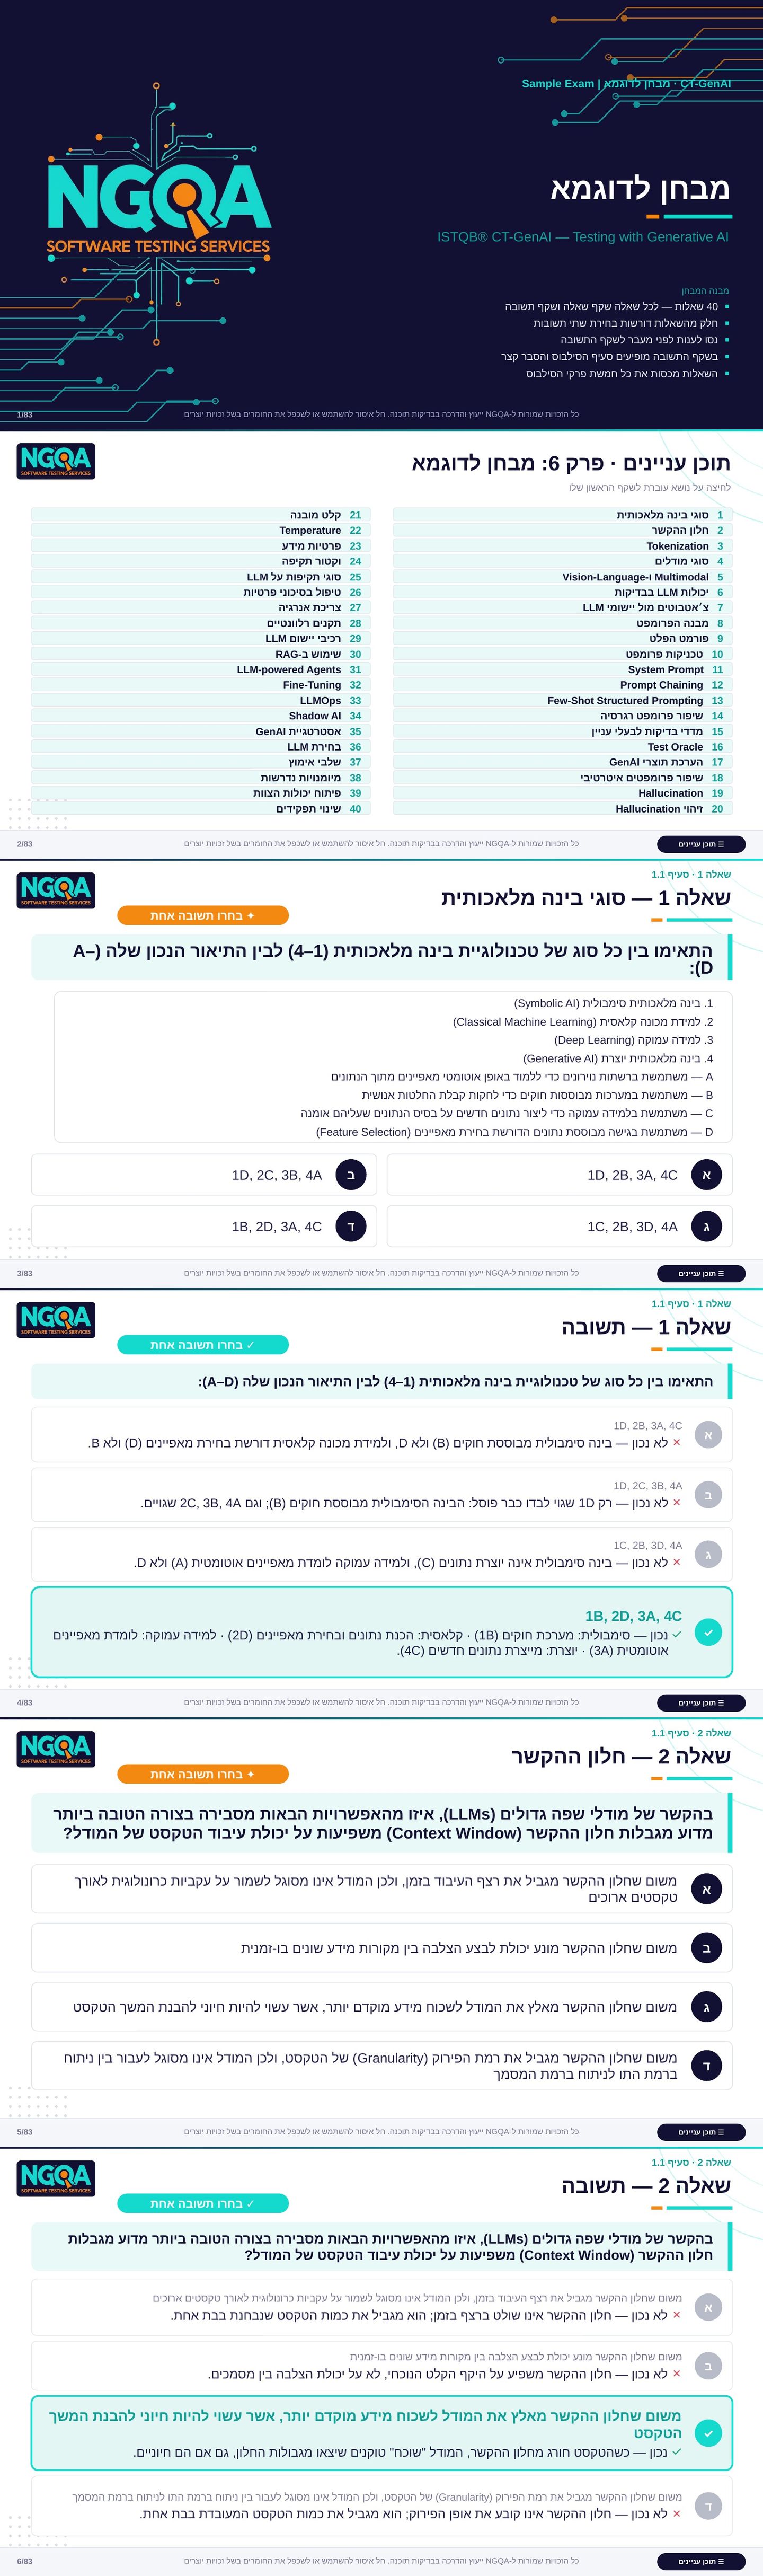 CT-GenAI · מבחן לדוגמא | Sample Exam
NGQA
SOFTWARE TESTING SERVICES
מבחן לדוגמא
ISTQB® CT-GenAI — Testing with Generative AI
מבנה המבחן
▪ 40 שאלות — לכל שאלה שקף שאלה ושקף תשובה
▪ חלק מהשאלות דורשות בחירת שתי תשובות
▪ נסו לענות לפני מעבר לשקף התשובה
▪ בשקף התשובה מופיעים סעיף הסילבוס והסבר קצר
▪ השאלות מכסות את כל חמשת פרקי הסילבוס
כל הזכויות שמורות ל-NGQA ייעוץ והדרכה בבדיקות תוכנה. חל איסור להשתמש או לשכפל את החומרים בשל זכויות יוצרים
1/83
NGQA
SOFTWARE TESTING SERVICES
תוכן עניינים · פרק 6: מבחן לדוגמא
לחיצה על נושא עוברת לשקף הראשון שלו
1 סוגי בינה מלאכותית
2 חלון ההקשר
3 Tokenization
4 סוגי מודלים
5 Multimodal ו-Vision-Language
6 יכולות LLM בבדיקות
7 צ׳אטבוטים מול יישומי LLM
8 מבנה הפרומפט
9 פורמט הפלט
10 טכניקות פרומפט
11 System Prompt
12 Prompt Chaining
13 Few-Shot Structured Prompting
14 שיפור פרומפט רגרסיה
15 מדדי בדיקות לבעלי עניין
16 Test Oracle
17 הערכת תוצרי GenAI
18 שיפור פרומפטים איטרטיבי
19 Hallucination
20 זיהוי Hallucination
21 קלט מובנה
22 Temperature
23 פרטיות מידע
24 וקטור תקיפה
25 סוגי תקיפות על LLM
26 טיפול בסיכוני פרטיות
27 צריכת אנרגיה
28 תקנים רלוונטיים
29 רכיבי יישום LLM
30 שימוש ב-RAG
31 LLM-powered Agents
32 Fine-Tuning
33 LLMOps
34 Shadow AI
35 אסטרטגיית GenAI
36 בחירת LLM
37 שלבי אימוץ
38 מיומנויות נדרשות
39 פיתוח יכולות הצוות
40 שינוי תפקידים
☰ תוכן עניינים
כל הזכויות שמורות ל-NGQA ייעוץ והדרכה בבדיקות תוכנה. חל איסור להשתמש או לשכפל את החומרים בשל זכויות יוצרים
2/83
NGQA
SOFTWARE TESTING SERVICES
שאלה 1 · סעיף 1.1
שאלה 1 — סוגי בינה מלאכותית
✦ בחרו תשובה אחת
התאימו בין כל סוג של טכנולוגיית בינה מלאכותית (1–4) לבין התיאור הנכון שלה (A–
D):
1. בינה מלאכותית סימבולית (Symbolic AI)
2. למידת מכונה קלאסית (Classical Machine Learning)
3. למידה עמוקה (Deep Learning)
4. בינה מלאכותית יוצרת (Generative AI)
A — משתמשת ברשתות נוירונים כדי ללמוד באופן אוטומטי מאפיינים מתוך הנתונים
B — משתמשת במערכות מבוססות חוקים כדי לחקות קבלת החלטות אנושית
C — משתמשת בלמידה עמוקה כדי ליצור נתונים חדשים על בסיס הנתונים שעליהם אומנה
D — משתמשת בגישה מבוססת נתונים הדורשת בחירת מאפיינים (Feature Selection)
א 1D, 2B, 3A, 4C
ב 1D, 2C, 3B, 4A
ג 1C, 2B, 3D, 4A
ד 1B, 2D, 3A, 4C
☰ תוכן עניינים
כל הזכויות שמורות ל-NGQA ייעוץ והדרכה בבדיקות תוכנה. חל איסור להשתמש או לשכפל את החומרים בשל זכויות יוצרים
3/83
NGQA
SOFTWARE TESTING SERVICES
שאלה 1 · סעיף 1.1
שאלה 1 — תשובה
✓ בחרו תשובה אחת
התאימו בין כל סוג של טכנולוגיית בינה מלאכותית (1–4) לבין התיאור הנכון שלה (A–D):
א 1D, 2B, 3A, 4C
✕ לא נכון — בינה סימבולית מבוססת חוקים (B) ולא D, ולמידת מכונה קלאסית דורשת בחירת מאפיינים (D) ולא B.
ב 1D, 2C, 3B, 4A
✕ לא נכון — רק 1D שגוי לבדו כבר פוסל: הבינה הסימבולית מבוססת חוקים (B); וגם 2C, 3B, 4A שגויים.
ג 1C, 2B, 3D, 4A
✕ לא נכון — בינה סימבולית אינה יוצרת נתונים (C), ולמידה עמוקה לומדת מאפיינים אוטומטית (A) ולא D.
✓ 1B, 2D, 3A, 4C
✓ נכון — סימבולית: מערכת חוקים (1B) · קלאסית: הכנת נתונים ובחירת מאפיינים (2D) · למידה עמוקה: לומדת מאפיינים
אוטומטית (3A) · יוצרת: מייצרת נתונים חדשים (4C).
☰ תוכן עניינים
כל הזכויות שמורות ל-NGQA ייעוץ והדרכה בבדיקות תוכנה. חל איסור להשתמש או לשכפל את החומרים בשל זכויות יוצרים
4/83
NGQA
SOFTWARE TESTING SERVICES
שאלה 2 · סעיף 1.1
שאלה 2 — חלון ההקשר
✦ בחרו תשובה אחת
בהקשר של מודלי שפה גדולים (LLMs), איזו מהאפשרויות הבאות מסבירה בצורה הטובה ביותר
מדוע מגבלות חלון ההקשר (Context Window) משפיעות על יכולת עיבוד הטקסט של המודל?
א משום שחלון ההקשר מגביל את רצף העיבוד בזמן, ולכן המודל אינו מסוגל לשמור על עקביות כרונולוגית לאורך
טקסטים ארוכים
ב משום שחלון ההקשר מונע יכולת לבצע הצלבה בין מקורות מידע שונים בו-זמנית
ג משום שחלון ההקשר מאלץ את המודל לשכוח מידע מוקדם יותר, אשר עשוי להיות חיוני להבנת המשך הטקסט
ד משום שחלון ההקשר מגביל את רמת הפירוק (Granularity) של הטקסט, ולכן המודל אינו מסוגל לעבור בין ניתוח
ברמת התו לניתוח ברמת המסמך
☰ תוכן עניינים
כל הזכויות שמורות ל-NGQA ייעוץ והדרכה בבדיקות תוכנה. חל איסור להשתמש או לשכפל את החומרים בשל זכויות יוצרים
5/83
NGQA
SOFTWARE TESTING SERVICES
שאלה 2 · סעיף 1.1
שאלה 2 — תשובה
✓ בחרו תשובה אחת
בהקשר של מודלי שפה גדולים (LLMs), איזו מהאפשרויות הבאות מסבירה בצורה הטובה ביותר מדוע מגבלות
חלון ההקשר (Context Window) משפיעות על יכולת עיבוד הטקסט של המודל?
א משום שחלון ההקשר מגביל את רצף העיבוד בזמן, ולכן המודל אינו מסוגל לשמור על עקביות כרונולוגית לאורך טקסטים ארוכים
✕ לא נכון — חלון ההקשר אינו שולט ברצף בזמן; הוא מגביל את כמות הטקסט שנבחנת בבת אחת.
ב משום שחלון ההקשר מונע יכולת לבצע הצלבה בין מקורות מידע שונים בו-זמנית
✕ לא נכון — חלון ההקשר משפיע על היקף הקלט הנוכחי, לא על יכולת הצלבה בין מסמכים.
✓ משום שחלון ההקשר מאלץ את המודל לשכוח מידע מוקדם יותר, אשר עשוי להיות חיוני להבנת המשך
הטקסט
✓ נכון — כשהטקסט חורג מחלון ההקשר, המודל "שוכח" טוקנים שיצאו מגבולות החלון, גם אם הם חיוניים.
ד משום שחלון ההקשר מגביל את רמת הפירוק (Granularity) של הטקסט, ולכן המודל אינו מסוגל לעבור בין ניתוח ברמת התו לניתוח ברמת המסמך
✕ לא נכון — חלון ההקשר אינו קובע את אופן הפירוק; הוא מגביל את כמות הטקסט המעובדת בבת אחת.
☰ תוכן עניינים
כל הזכויות שמורות ל-NGQA ייעוץ והדרכה בבדיקות תוכנה. חל איסור להשתמש או לשכפל את החומרים בשל זכויות יוצרים
6/83